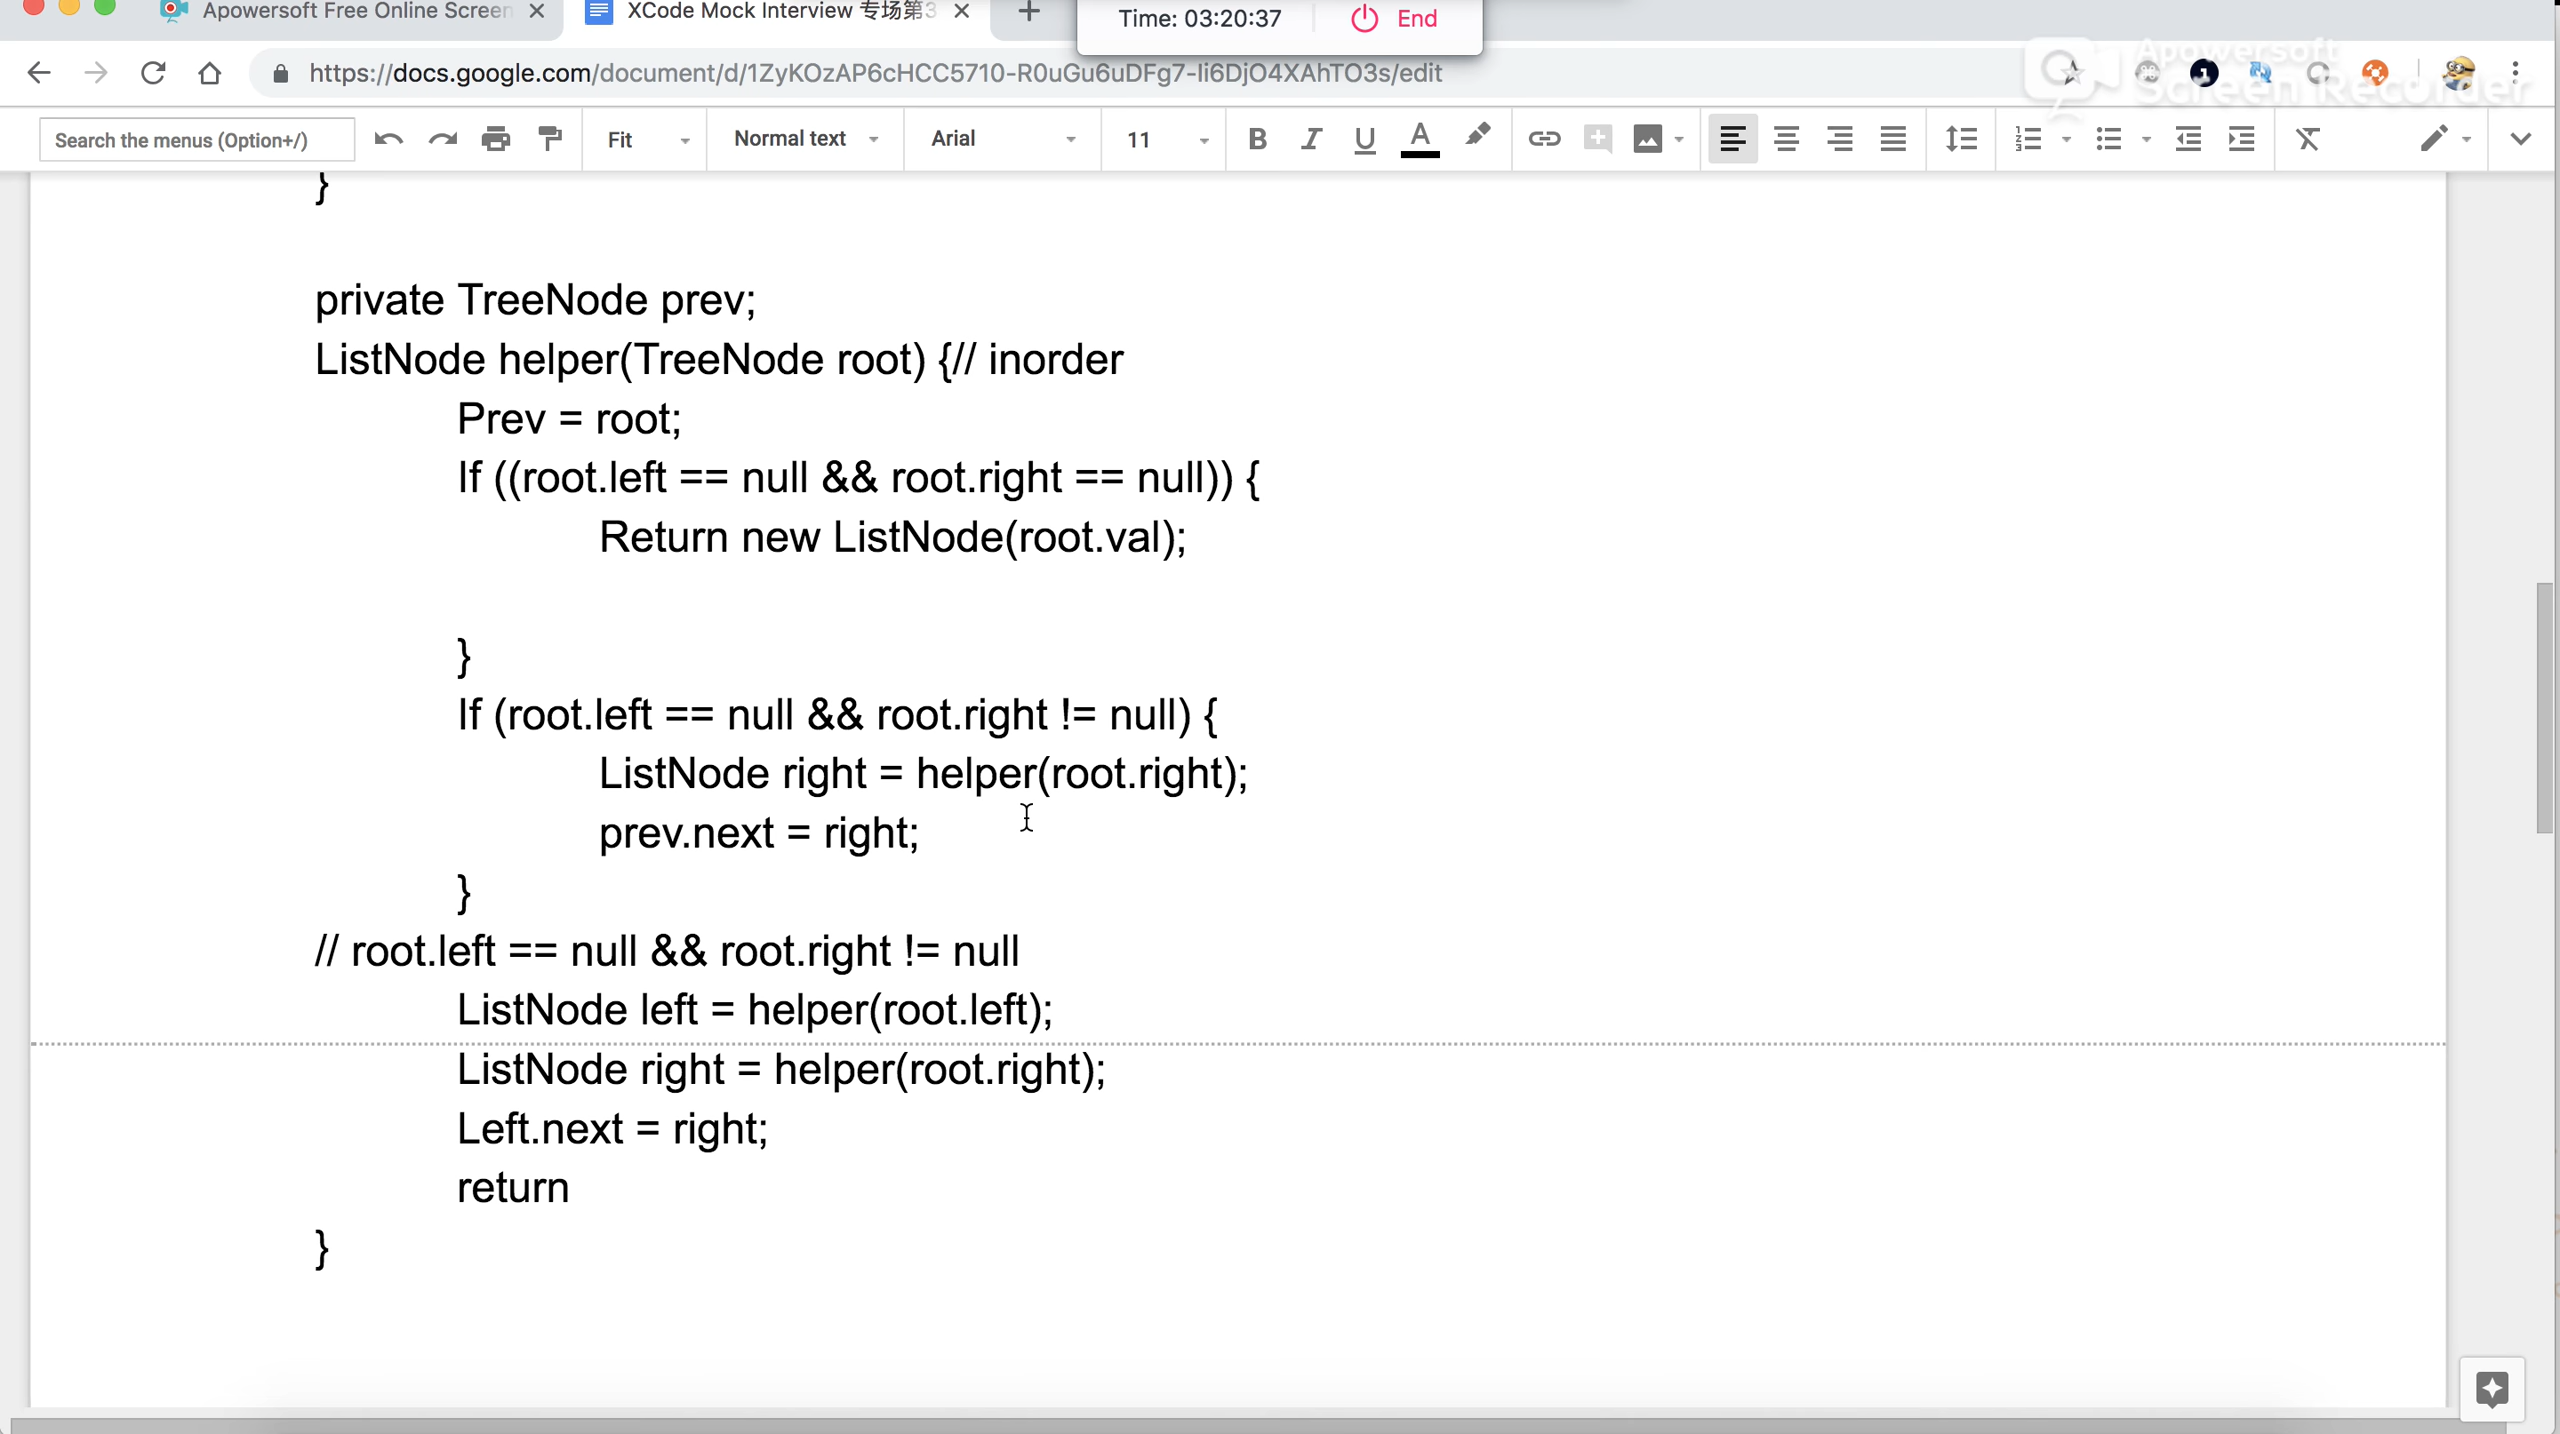 Apowersoft Free Online Screen
XCode Mock Interview 专场第3
Time: 03:20:37
End
https://docs.google.com/document/d/1ZyKOzAP6cHCC5710-R0uGu6uDFg7-li6DjO4XAhTO3s/edit
Apowersoft
Screen Recorder
Search the menus (Option+/)
Fit
Normal text
Arial
11
}
private TreeNode prev;
ListNode helper(TreeNode root) {// inorder
Prev = root;
If ((root.left == null && root.right == null)) {
Return new ListNode(root.val);
}
If (root.left == null && root.right != null) {
ListNode right = helper(root.right);
prev.next = right;
}
// root.left == null && root.right != null
ListNode left = helper(root.left);
ListNode right = helper(root.right);
Left.next = right;
return
}